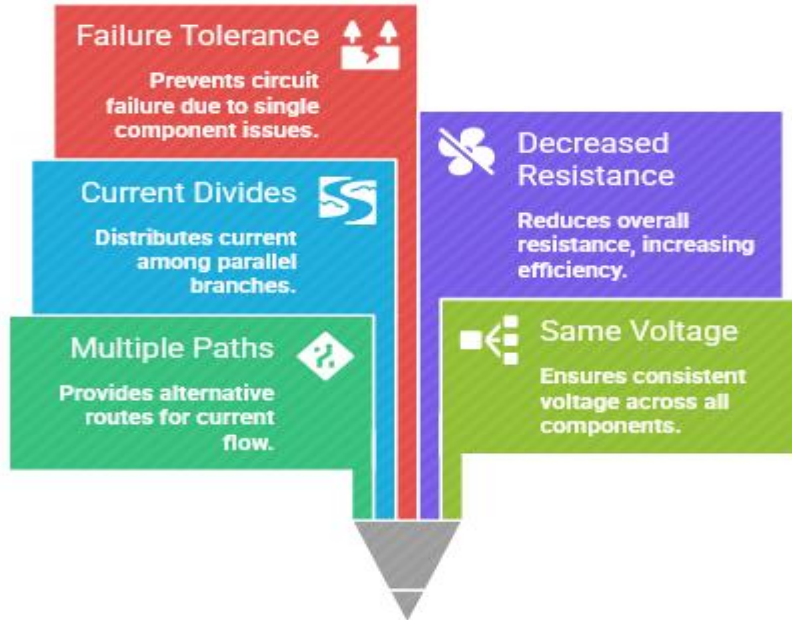 Failure Tolerance
Prevents circuit
failure due to single
component issues.
Current Divides
Distributes current
among parallel
branches.
Multiple Paths
Provides alternative
routes for current
flow.
Decreased
Resistance
Reduces overall
resistance, increasing
efficiency.
Same Voltage
Ensures consistent
voltage across all
components.